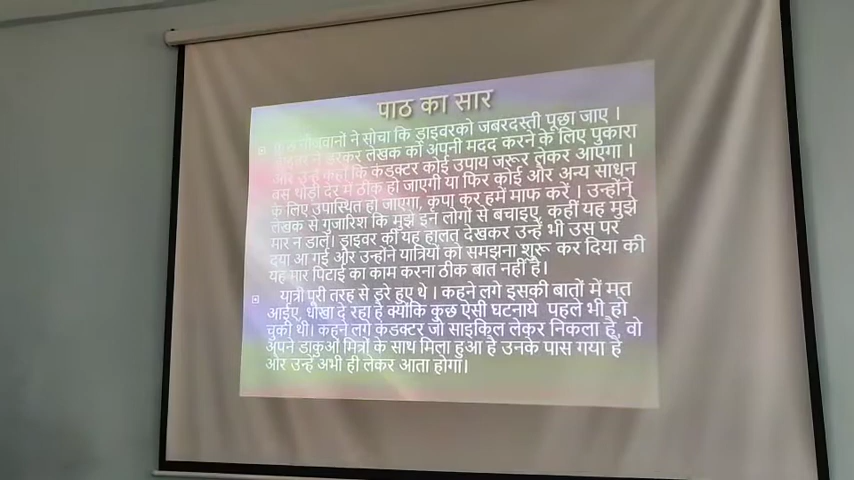 पाठ का सार
नौजवानों ने सोचा कि ड्राइवरको जबरदस्ती पूछा जाए ।
ड्राइवर ने डरकर लेखक को अपनी मदद करने के लिए पुकारा
और उन्हें कहा कि कंडक्टर कोई उपाय जरूर लेकर आएगा ।
बस थोड़ी देर में ठीक हो जाएगी या फिर कोई और अन्य साधन
के लिए उपस्थित हो जाएगा, कृपा कर हमें माफ करें । उन्होंने
लेखक से गुजारिश कि मुझे इन लोगों से बचाइए, कहीं यह मुझे
मार न डालें। ड्राइवर की यह हालत देखकर उन्हें भी उस पर
दया आ गई और उन्होंने यात्रियों को समझाना शुरू कर दिया की
यह मार पिटाई का काम करना ठीक बात नहीं है।
यात्री पूरी तरह से डरे हुए थे । कहने लगे इसकी बातों में मत
आईए, धोखा दे रहा है क्योंकि कुछ ऐसी घटनाये पहले भी हो
चुकी थी। कहने लगे कंडक्टर जो साइकिल लेकर निकला है, वो
अपने डाकुओं मित्रों के साथ मिला हुआ है उनके पास गया है
और उन्हें अभी ही लेकर आता होगा।